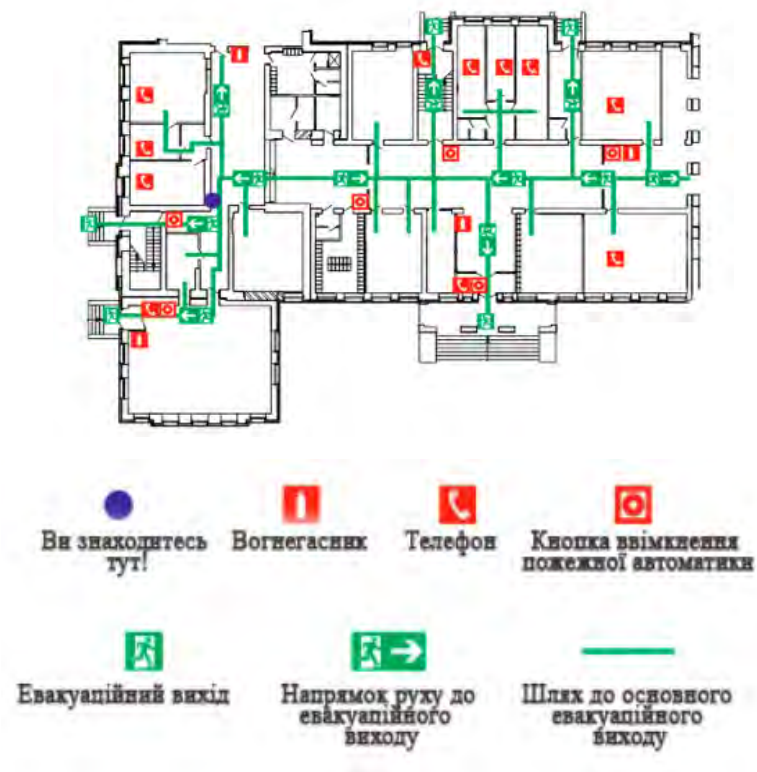 Ви знаходитесь
тут!
Вогнегасник
Телефон
Кнопка ввімкнення
пожежної автоматики
Евакуаційний вихід
Напрямок руху до
евакуаційного
виходу
Шлях до основного
евакуаційного
виходу